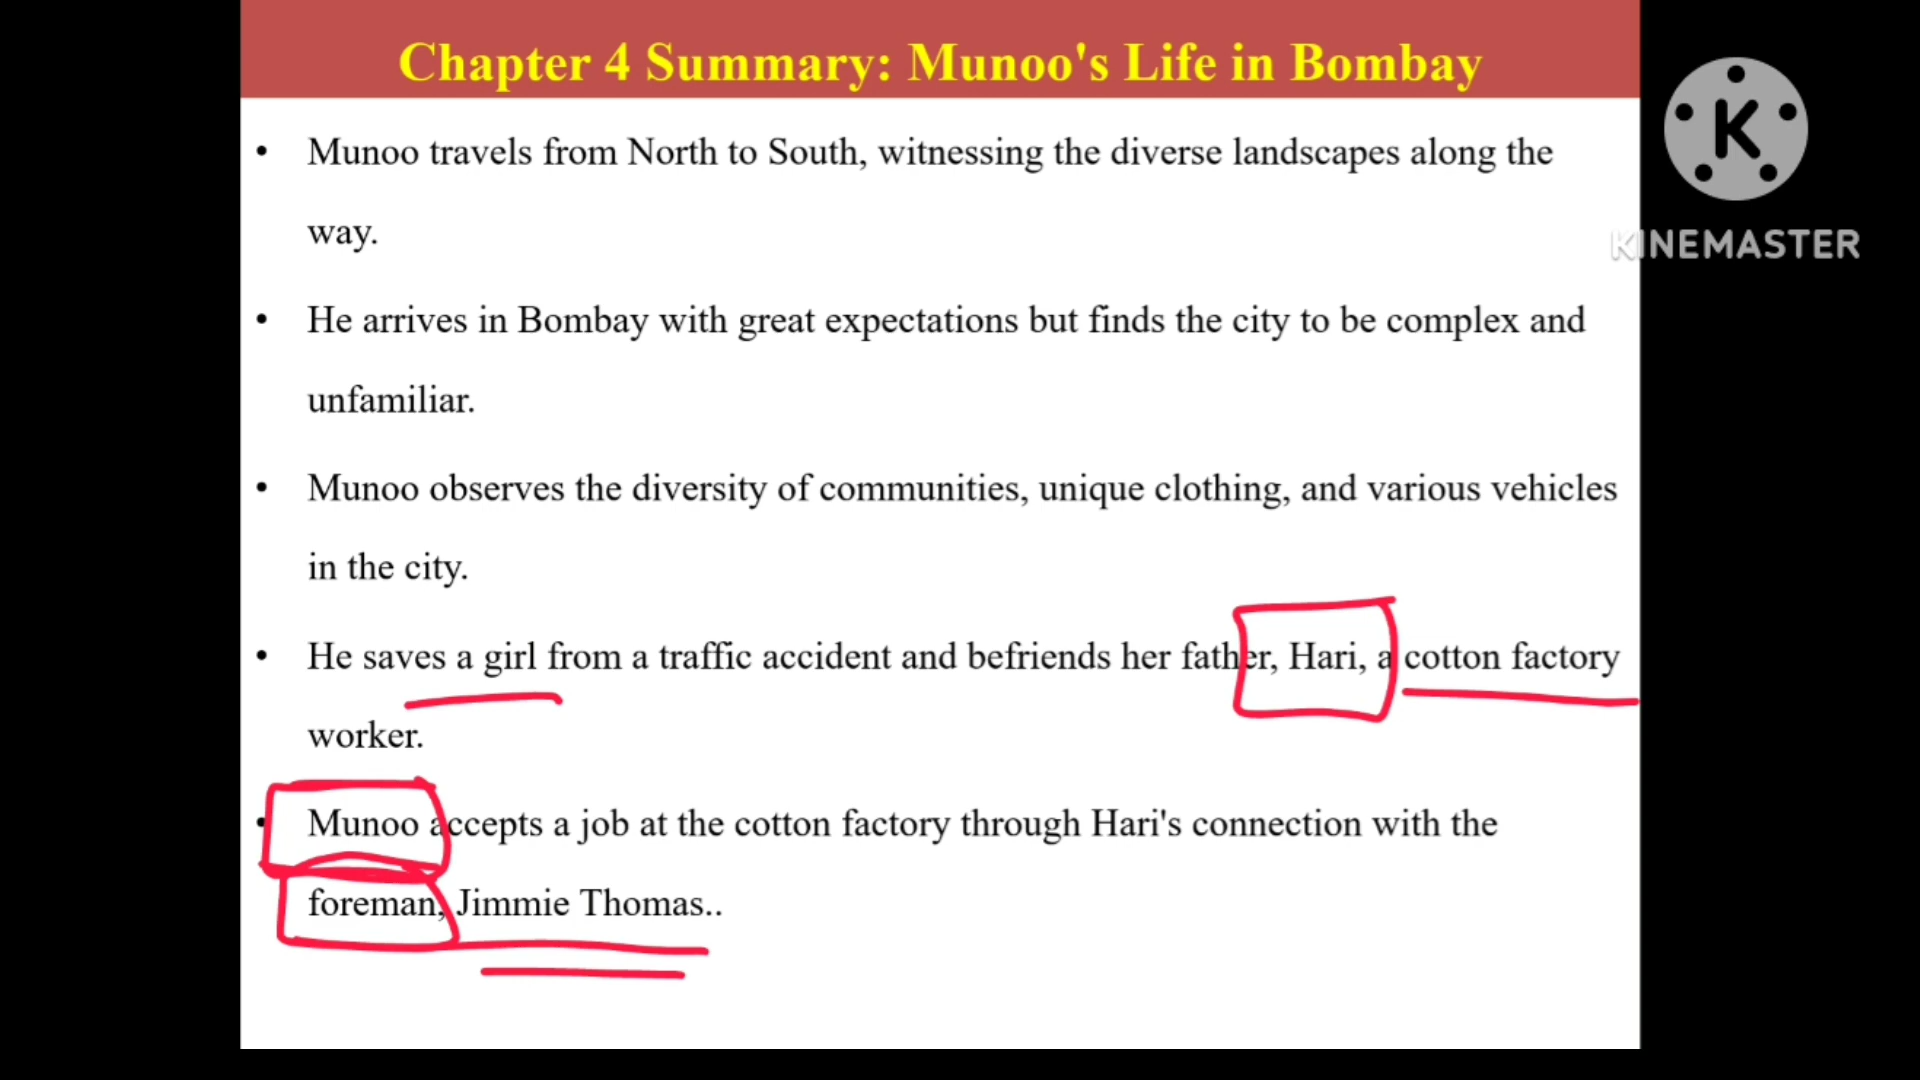 Chapter 4 Summary: Munoo's Life in Bombay
• Munoo travels from North to South, witnessing the diverse landscapes along the
way.
• He arrives in Bombay with great expectations but finds the city to be complex and
unfamiliar.
• Munoo observes the diversity of communities, unique clothing, and various vehicles
in the city.
• He saves a girl from a traffic accident and befriends her father, Hari, a cotton factory
worker.
• Munoo accepts a job at the cotton factory through Hari's connection with the
foreman, Jimmie Thomas..
K
KINEMASTER